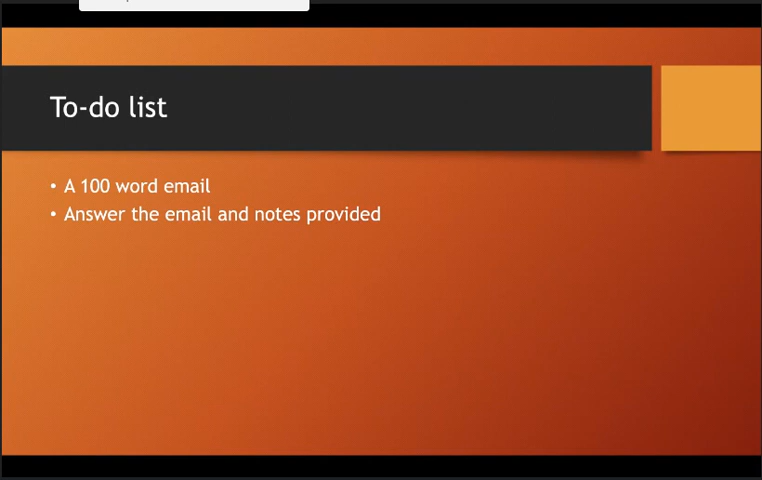 To-do list
• A 100 word email
• Answer the email and notes provided